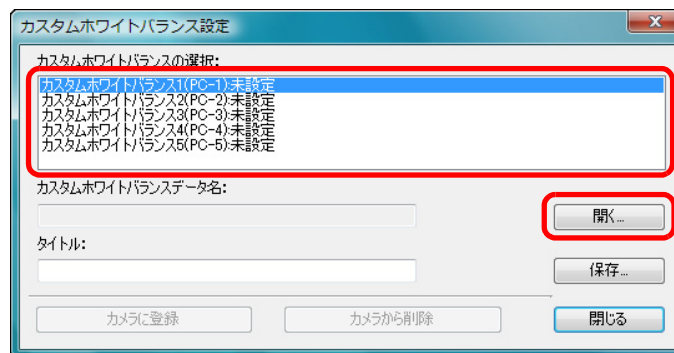 カスタムホワイトバランス設定
カスタムホワイトバランスの選択:
カスタムホワイトバランス1(PC-1):未設定
カスタムホワイトバランス2(PC-2):未設定
カスタムホワイトバランス3(PC-3):未設定
カスタムホワイトバランス4(PC-4):未設定
カスタムホワイトバランス5(PC-5):未設定
カスタムホワイトバランスデータ名:
開く...
タイトル:
保存...
カメラに登録 カメラから削除 閉じる